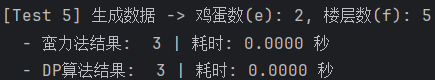 [Test 5] 生成数据 -> 鸡蛋数(e): 2, 楼层数(f): 5
- 蛮力法结果: 3 | 耗时: 0.0000 秒
- DP算法结果: 3 | 耗时: 0.0000 秒